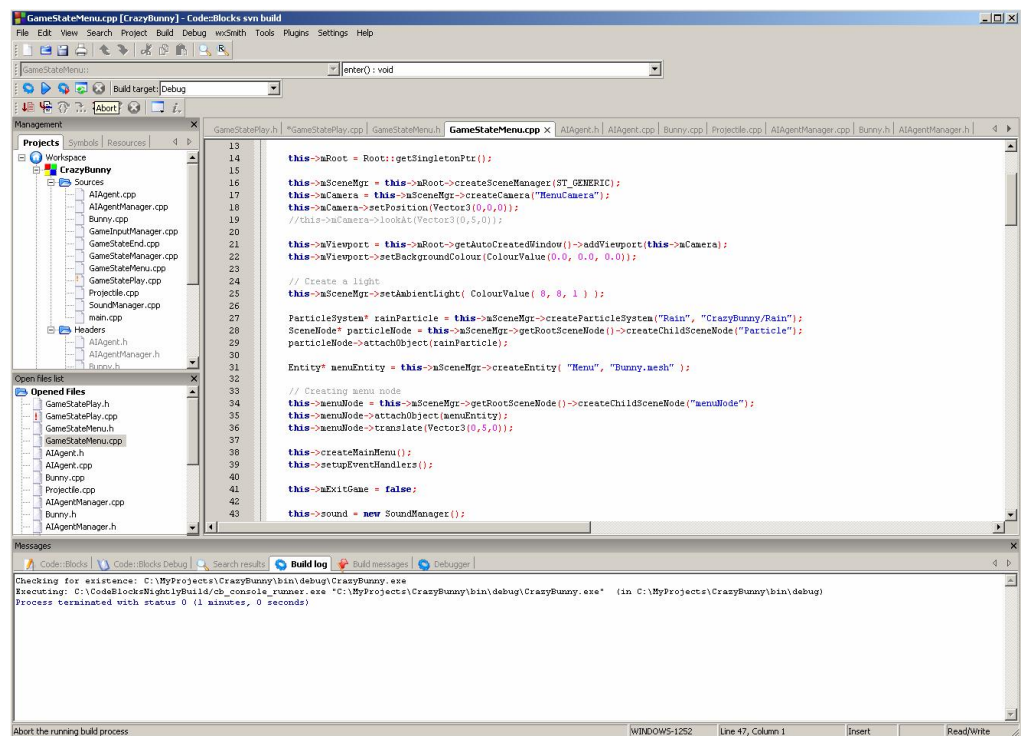 GameStateMenu.cpp [CrazyBunny] - Code::Blocks svn build
File Edit View Search Project Build Debug wxSmith Tools Plugins Settings Help
GameStateMenu:: enter() : void
Build target: Debug
Abort
Management
Projects Symbols Resources
Workspace
CrazyBunny
Sources
AIAgent.cpp
AIAgentManager.cpp
Bunny.cpp
GameInputManager.cpp
GameStateEnd.cpp
GameStateManager.cpp
GameStateMenu.cpp
GameStatePlay.cpp
Projectile.cpp
SoundManager.cpp
main.cpp
Headers
AIAgent.h
AIAgentManager.h
Bunny.h
Open files list
Opened Files
GameStatePlay.h
GameStatePlay.cpp
GameStateMenu.h
GameStateMenu.cpp
AIAgent.h
AIAgent.cpp
Bunny.cpp
Projectile.cpp
AIAgentManager.cpp
Bunny.h
AIAgentManager.h
GameStatePlay.h *GameStatePlay.cpp GameStateMenu.h GameStateMenu.cpp AIAgent.h AIAgent.cpp Bunny.cpp Projectile.cpp AIAgentManager.cpp Bunny.h AIAgentManager.h
13
14 this->mRoot = Root::getSingletonPtr();
15
16 this->mSceneMgr = this->mRoot->createSceneManager(ST_GENERIC);
17 this->mCamera = this->mSceneMgr->createCamera("MenuCamera");
18 this->mCamera->setPosition(Vector3(0,0,0));
19 //this->mCamera->lookAt(Vector3(0,5,0));
20
21 this->mViewport = this->mRoot->getAutoCreatedWindow()->addViewport(this->mCamera);
22 this->mViewport->setBackgroundColour(ColourValue(0.0, 0.0, 0.0));
23
24 // Create a light
25 this->mSceneMgr->setAmbientLight( ColourValue( 8, 8, 1 ) );
26
27 ParticleSystem* rainParticle = this->mSceneMgr->createParticleSystem("Rain", "CrazyBunny/Rain");
28 SceneNode* particleNode = this->mSceneMgr->getRootSceneNode()->createChildSceneNode("Particle");
29 particleNode->attachObject(rainParticle);
30
31 Entity* menuEntity = this->mSceneMgr->createEntity( "Menu", "Bunny.mesh" );
32
33 // Creating menu node
34 this->menuNode = this->mSceneMgr->getRootSceneNode()->createChildSceneNode("menuNode");
35 this->menuNode->attachObject(menuEntity);
36 this->menuNode->translate(Vector3(0,5,0));
37
38 this->createMainMenu();
39 this->setupEventHandlers();
40
41 this->mExitGame = false;
42
43 this->sound = new SoundManager();
Messages
Code::Blocks Code::Blocks Debug Search results Build log Build messages Debugger
Checking for existence: C:\MyProjects\CrazyBunny\bin\debug\CrazyBunny.exe
Executing: C:\CodeBlocksNightlyBuild/cb_console_runner.exe "C:\MyProjects\CrazyBunny\bin\debug\CrazyBunny.exe" (in C:\MyProjects\CrazyBunny\bin\debug)
Process terminated with status 0 (1 minutes, 0 seconds)
Abort the running build process WINDOWS-1252 Line 47, Column 1 Insert Read/Write